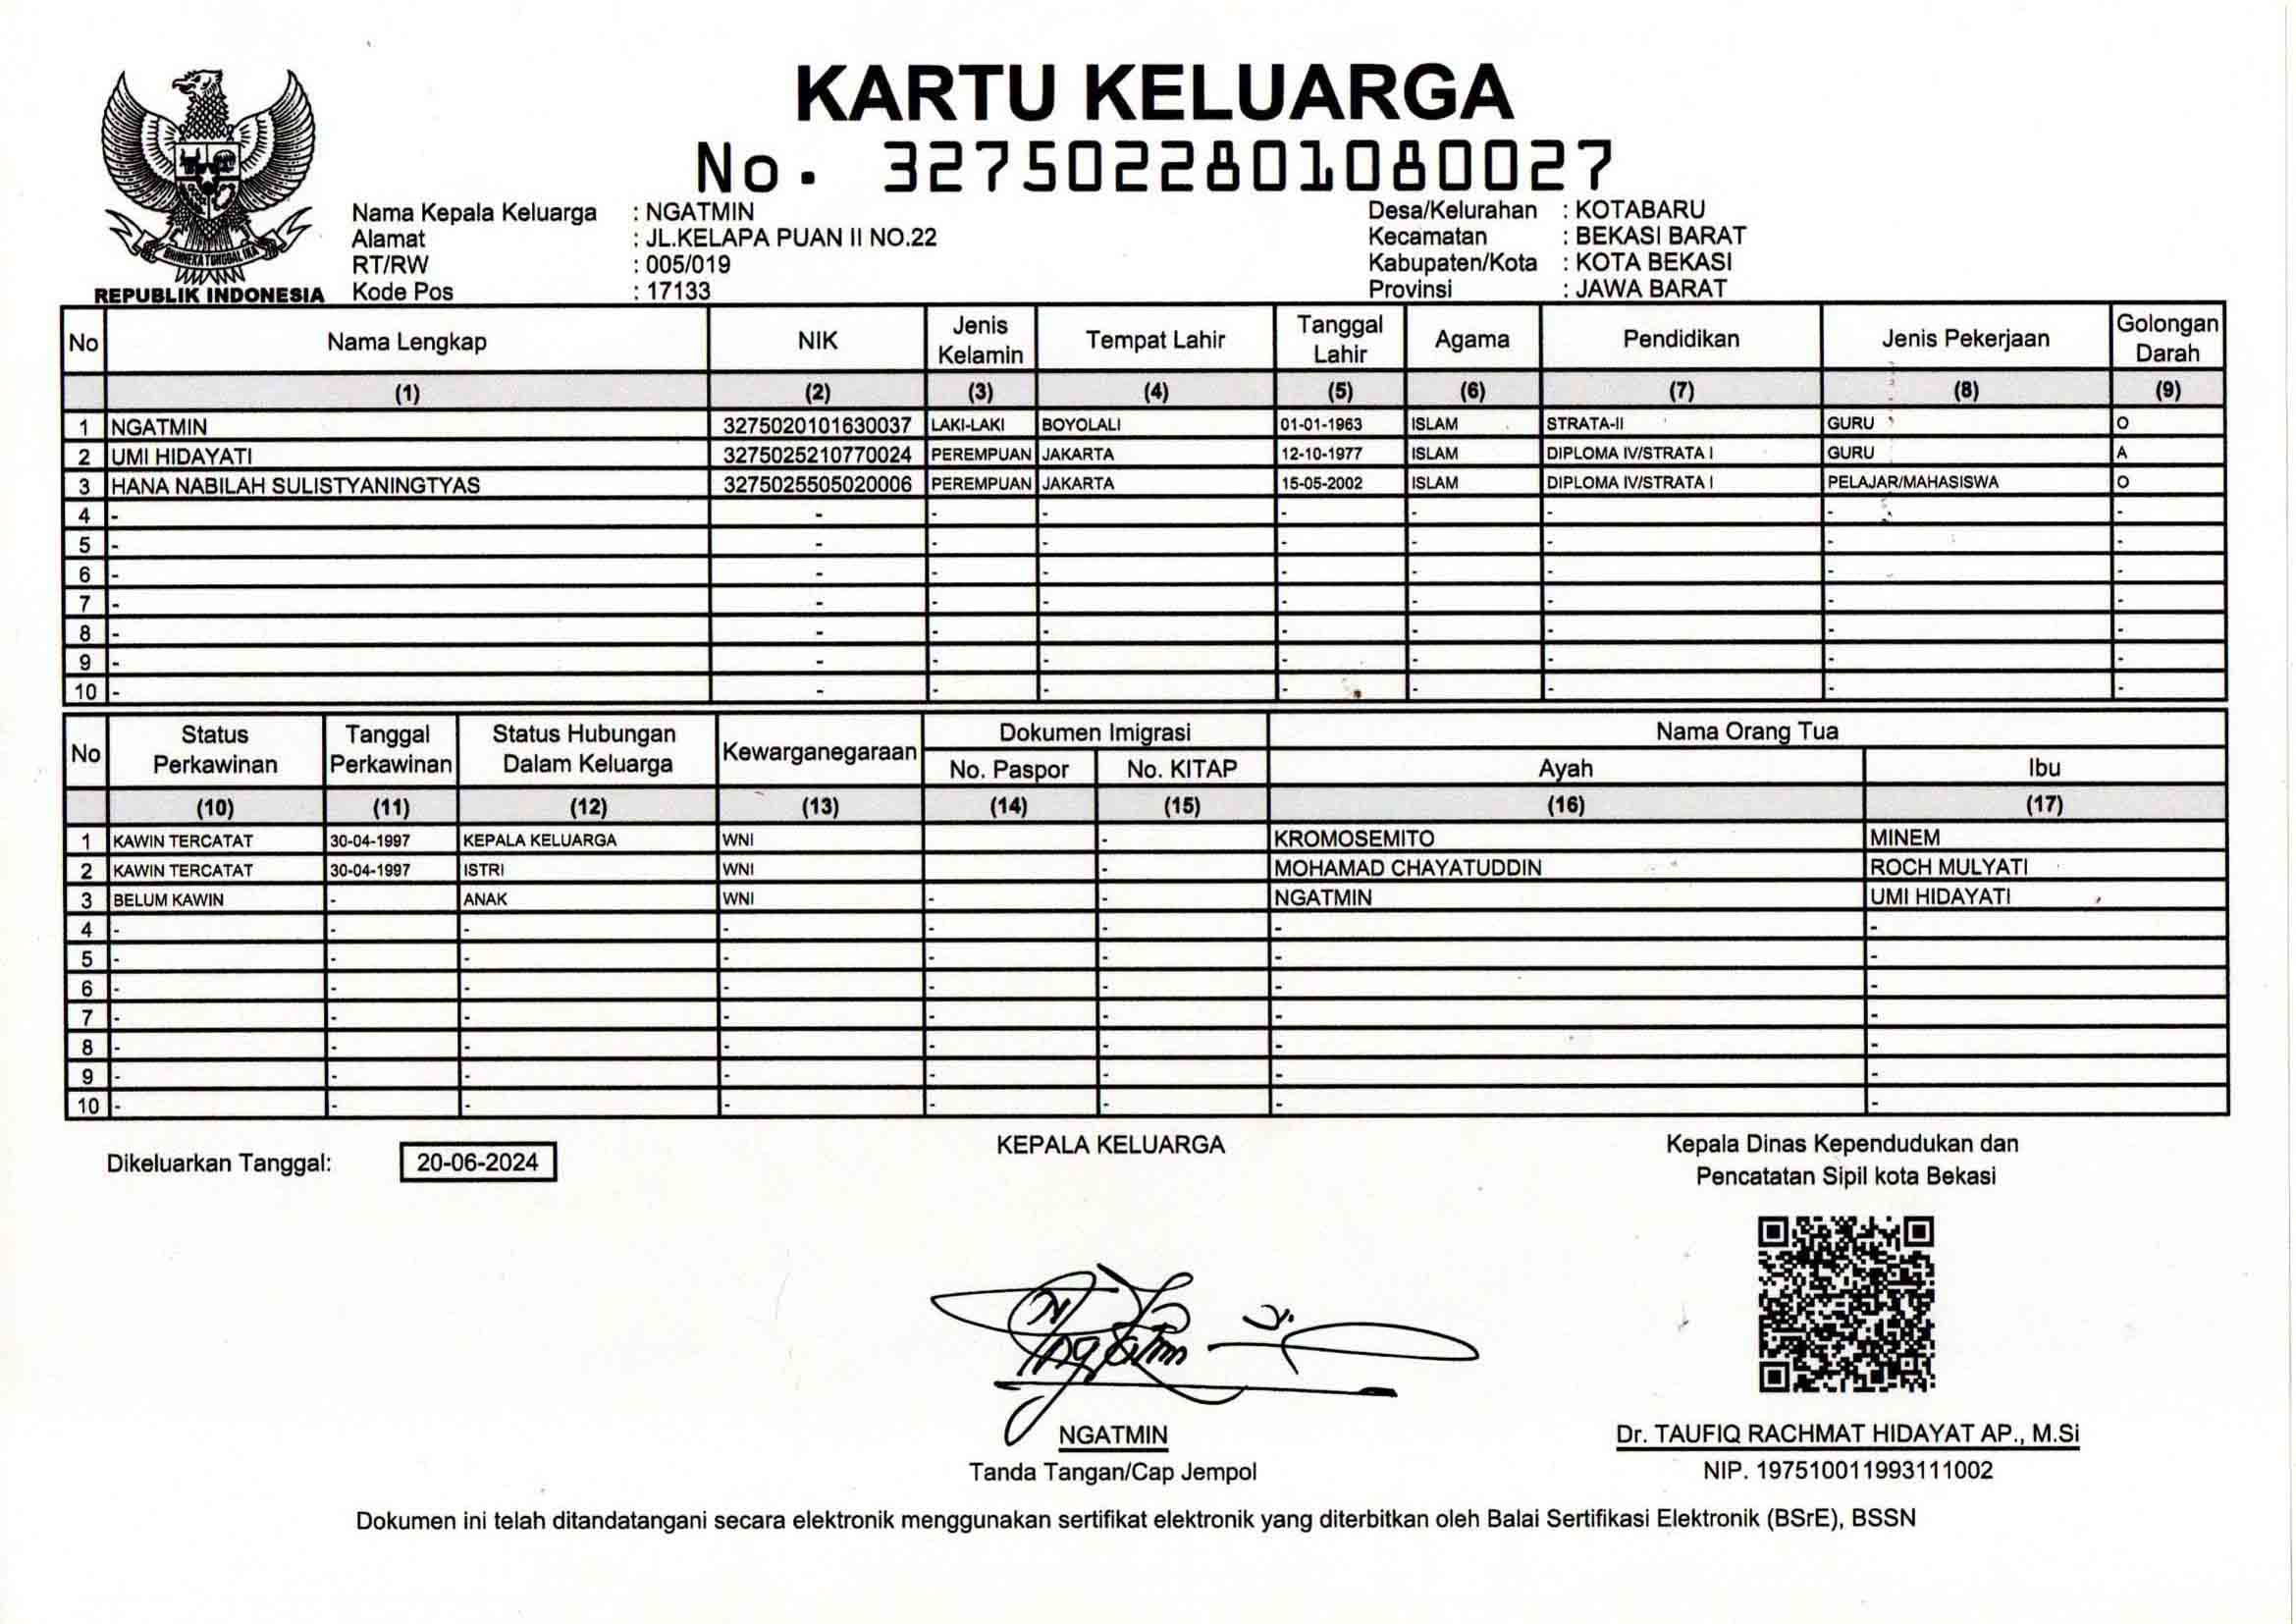 KARTU KELUARGA
No. 3275022801080027
REPUBLIK INDONESIA
Nama Kepala Keluarga : NGATMIN
Alamat : JL.KELAPA PUAN II NO.22
RT/RW : 005/019
Kode Pos : 17133
Desa/Kelurahan : KOTABARU
Kecamatan : BEKASI BARAT
Kabupaten/Kota : KOTA BEKASI
Provinsi : JAWA BARAT
No Nama Lengkap NIK Jenis Kelamin Tempat Lahir Tanggal Lahir Agama Pendidikan Jenis Pekerjaan Golongan Darah
(1) (2) (3) (4) (5) (6) (7) (8) (9)
1 NGATMIN 3275020101630037 LAKI-LAKI BOYOLALI 01-01-1963 ISLAM STRATA-II GURU O
2 UMI HIDAYATI 3275025210770024 PEREMPUAN JAKARTA 12-10-1977 ISLAM DIPLOMA IV/STRATA I GURU A
3 HANA NABILAH SULISTYANINGTYAS 3275025505020006 PEREMPUAN JAKARTA 15-05-2002 ISLAM DIPLOMA IV/STRATA I PELAJAR/MAHASISWA O
4 - - - - - - - - -
5 - - - - - - - - -
6 - - - - - - - - -
7 - - - - - - - - -
8 - - - - - - - - -
9 - - - - - - - - -
10 - - - - - - - - -
No Status Perkawinan Tanggal Perkawinan Status Hubungan Dalam Keluarga Kewarganegaraan Dokumen Imigrasi Nama Orang Tua
No. Paspor No. KITAP Ayah Ibu
(10) (11) (12) (13) (14) (15) (16) (17)
1 KAWIN TERCATAT 30-04-1997 KEPALA KELUARGA WNI - KROMOSEMITO MINEM
2 KAWIN TERCATAT 30-04-1997 ISTRI WNI - MOHAMAD CHAYATUDDIN ROCH MULYATI
3 BELUM KAWIN - ANAK WNI - - NGATMIN UMI HIDAYATI
4 - - - - - - - -
5 - - - - - - - -
6 - - - - - - - -
7 - - - - - - - -
8 - - - - - - - -
9 - - - - - - - -
10 - - - - - - - -
Dikeluarkan Tanggal: 20-06-2024
KEPALA KELUARGA
NGATMIN
Tanda Tangan/Cap Jempol
Kepala Dinas Kependudukan dan
Pencatatan Sipil kota Bekasi
Dr. TAUFIQ RACHMAT HIDAYAT AP., M.Si
NIP. 197510011993111002
Dokumen ini telah ditandatangani secara elektronik menggunakan sertifikat elektronik yang diterbitkan oleh Balai Sertifikasi Elektronik (BSrE), BSSN